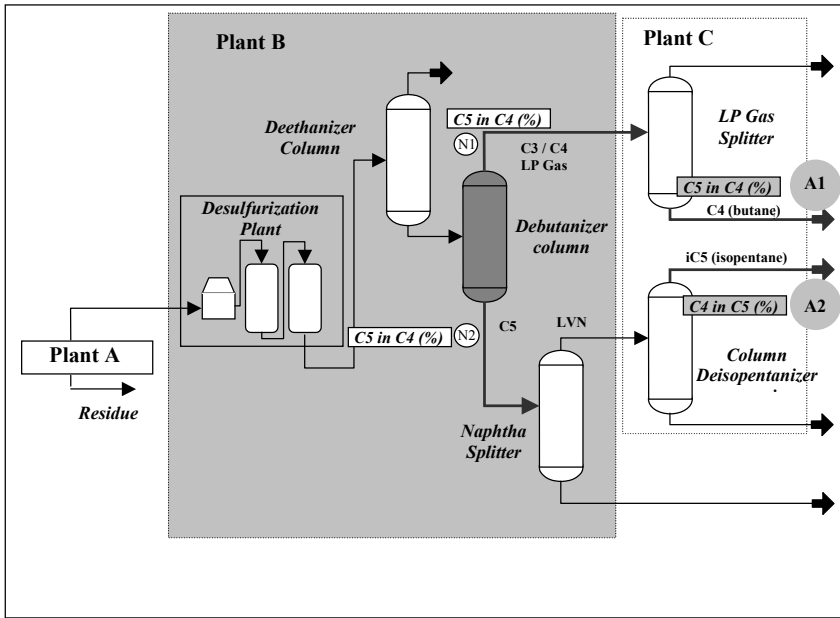 Plant B
Plant C
C5 in C4 (%)
N1
Deethanizer
Column
C3 / C4
LP Gas
LP Gas
Splitter
C5 in C4 (%)
A1
C4 (butane)
Desulfurization
Plant
Debutanizer
column
iC5 (isopentane)
C4 in C5 (%)
A2
C5 in C4 (%)
N2
C5
LVN
Plant A
Residue
Column
Deisopentanizer
.
Naphtha
Splitter